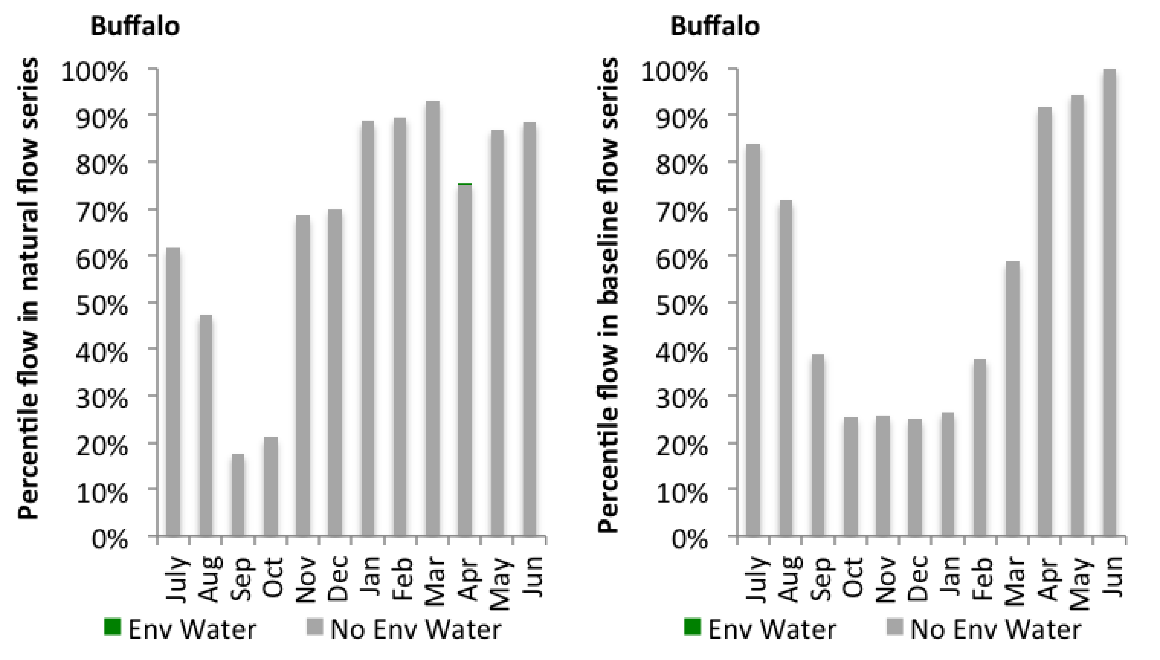 Buffalo
Percentile flow in natural flow series
100%
90%
80%
70%
60%
50%
40%
30%
20%
10%
0%
July
Aug
Sep
Oct
Nov
Dec
Jan
Feb
Mar
Apr
May
Jun
Env Water
No Env Water
Buffalo
Percentile flow in baseline flow series
100%
90%
80%
70%
60%
50%
40%
30%
20%
10%
0%
July
Aug
Sep
Oct
Nov
Dec
Jan
Feb
Mar
Apr
May
Jun
Env Water
No Env Water